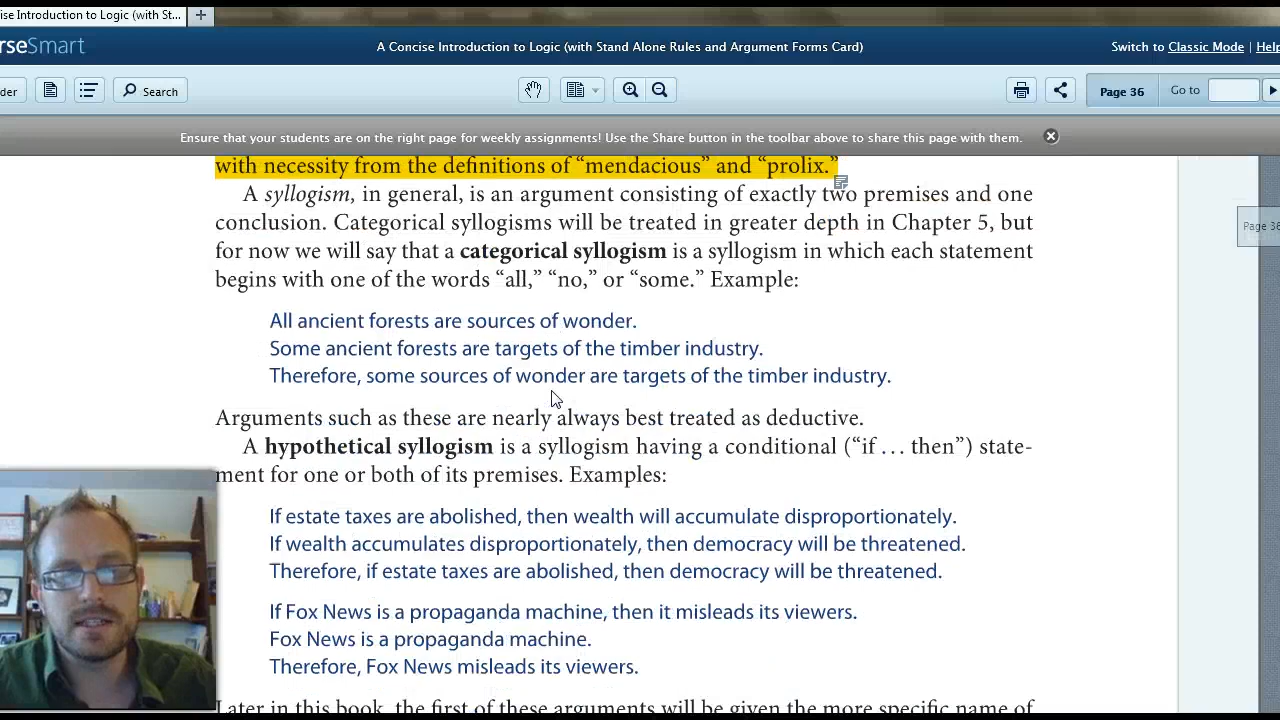 ise Introduction to Logic (with St...
rseSmart
A Concise Introduction to Logic (with Stand Alone Rules and Argument Forms Card)
Switch to Classic Mode | Help
der
Search
Page 36
Go to
Ensure that your students are on the right page for weekly assignments! Use the Share button in the toolbar above to share this page with them.
with necessity from the definitions of “mendacious” and “prolix.”
A syllogism, in general, is an argument consisting of exactly two premises and one
conclusion. Categorical syllogisms will be treated in greater depth in Chapter 5, but
Page 36
for now we will say that a categorical syllogism is a syllogism in which each statement
begins with one of the words “all,” “no,” or “some.” Example:
All ancient forests are sources of wonder.
Some ancient forests are targets of the timber industry.
Therefore, some sources of wonder are targets of the timber industry.
Arguments such as these are nearly always best treated as deductive.
A hypothetical syllogism is a syllogism having a conditional (“if … then”) state-
ment for one or both of its premises. Examples:
If estate taxes are abolished, then wealth will accumulate disproportionately.
If wealth accumulates disproportionately, then democracy will be threatened.
Therefore, if estate taxes are abolished, then democracy will be threatened.
If Fox News is a propaganda machine, then it misleads its viewers.
Fox News is a propaganda machine.
Therefore, Fox News misleads its viewers.
Later in this book, the first of these arguments will be given the more specific name of